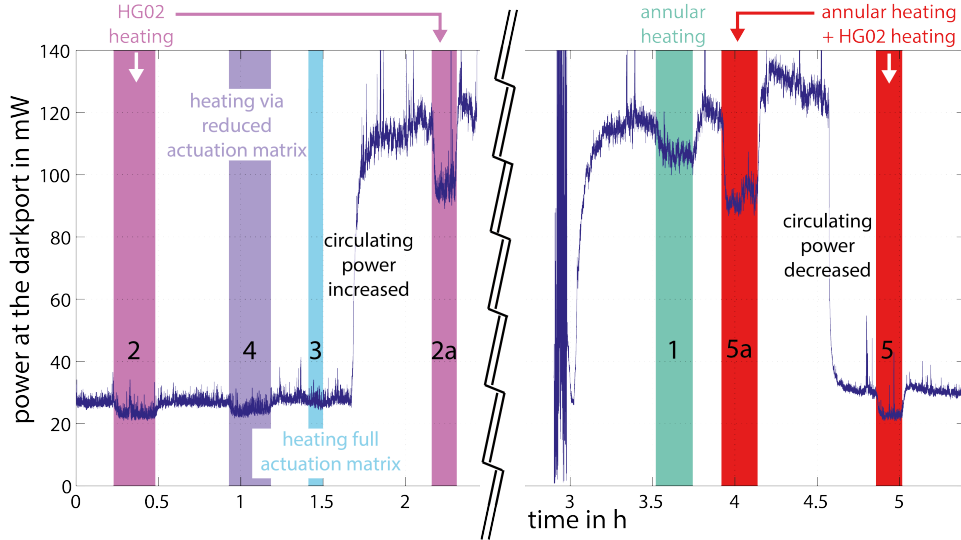 HG02
heating
annular
heating
annular heating
+ HG02 heating
power at the darkport in mW
140
120
100
80
60
40
20
0
heating via
reduced
actuation matrix
circulating
power
increased
circulating
power
decreased
2
4
3
2a
1
5a
5
heating full
actuation matrix
0
0.5
1
1.5
2
3
3.5
4
4.5
5
time in h